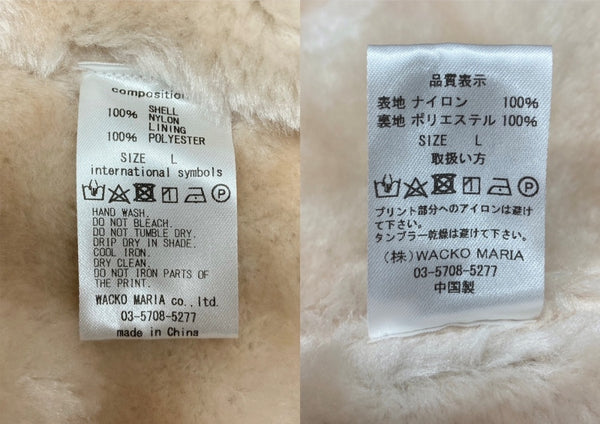 composition
100% SHELL
NYLON
LINING
100% POLYESTER
SIZE L
international symbols
HAND WASH.
DO NOT BLEACH.
DO NOT TUMBLE DRY.
DRIP DRY IN SHADE.
COOL IRON.
DRY CLEAN.
DO NOT IRON PARTS OF
THE PRINT.
WACKO MARIA co., ltd.
03-5708-5277
made in China
品質表示
表地 ナイロン 100%
裏地 ポリエステル 100%
SIZE L
取扱い方
P
プリント部分へのアイロンは避け
て下さい。
タンブラー乾燥は避けて下さい。
(株) WACKO MARIA
03-5708-5277
中国製